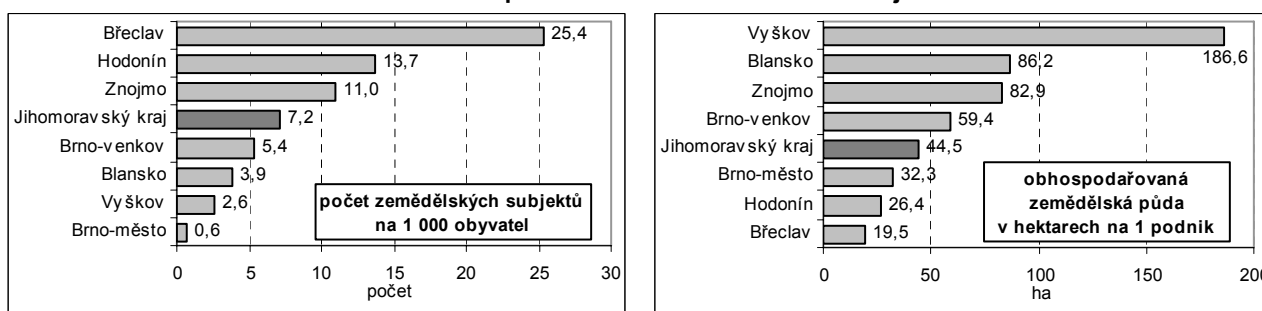 Břeclav 25,4
Hodonín 13,7
Znojmo 11,0
Jihomoravský kraj 7,2
Brno-venkov 5,4
Blansko 3,9
Vyškov 2,6
Brno-město 0,6
počet zemědělských subjektů
na 1 000 obyvatel
0 5 10 15 20 25 30
počet
Vyškov 186,6
Blansko 86,2
Znojmo 82,9
Brno-venkov 59,4
Jihomoravský kraj 44,5
Brno-město 32,3
Hodonín 26,4
Břeclav 19,5
obhospodařovaná
zemědělská půda
v hektarech na 1 podnik
0 50 100 150 200
ha